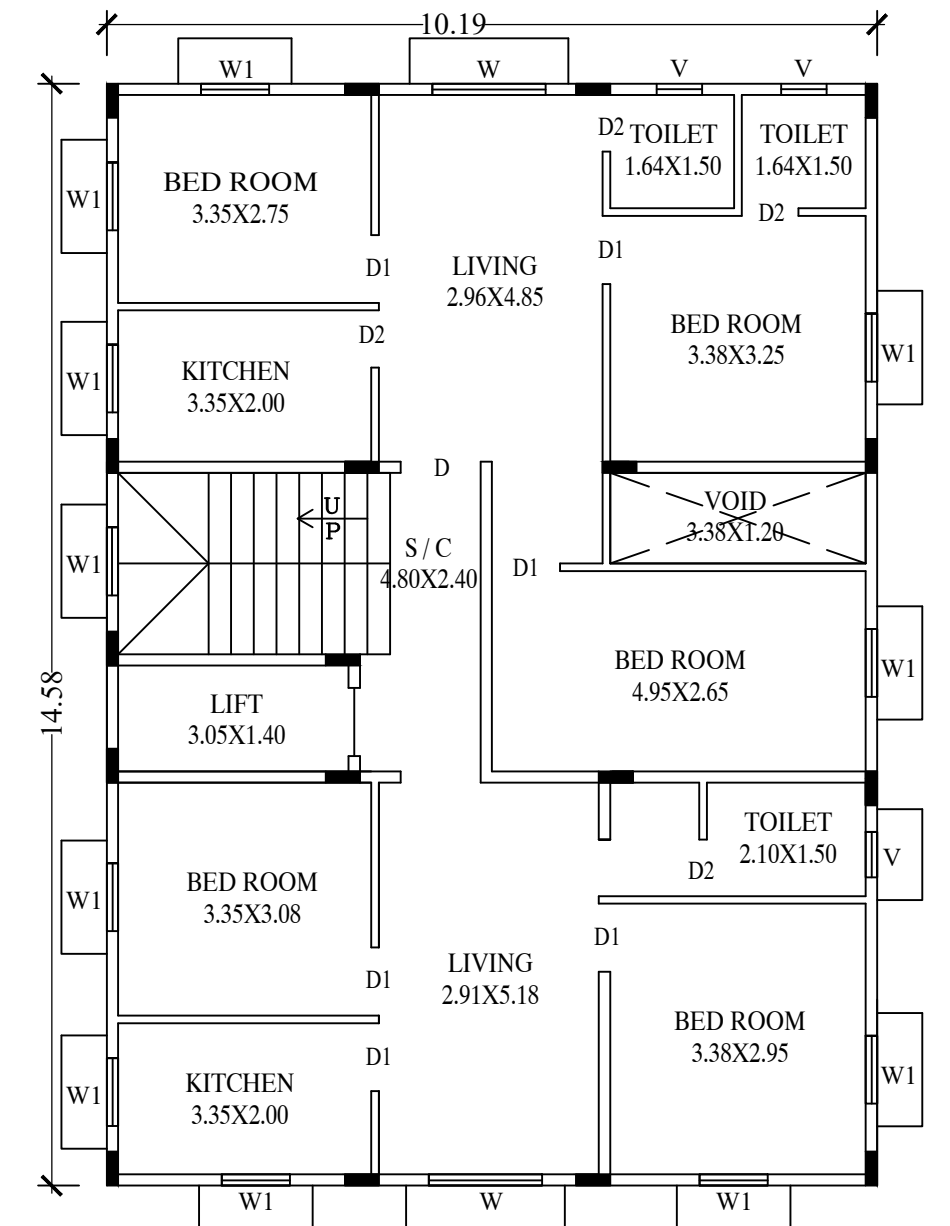 10.19
W1
W
V
V
W1
BED ROOM
3.35X2.75
D2
TOILET
1.64X1.50
TOILET
1.64X1.50
D2
D1
LIVING
2.96X4.85
D1
BED ROOM
3.38X3.25
W1
D2
W1
KITCHEN
3.35X2.00
D
U
P
VOID
3.38X1.20
W1
S / C
4.80X2.40
D1
BED ROOM
4.95X2.65
W1
14.58
LIFT
3.05X1.40
TOILET
2.10X1.50
V
D2
W1
BED ROOM
3.35X3.08
D1
LIVING
2.91X5.18
D1
BED ROOM
3.38X2.95
D1
W1
KITCHEN
3.35X2.00
W1
W1
W
W1